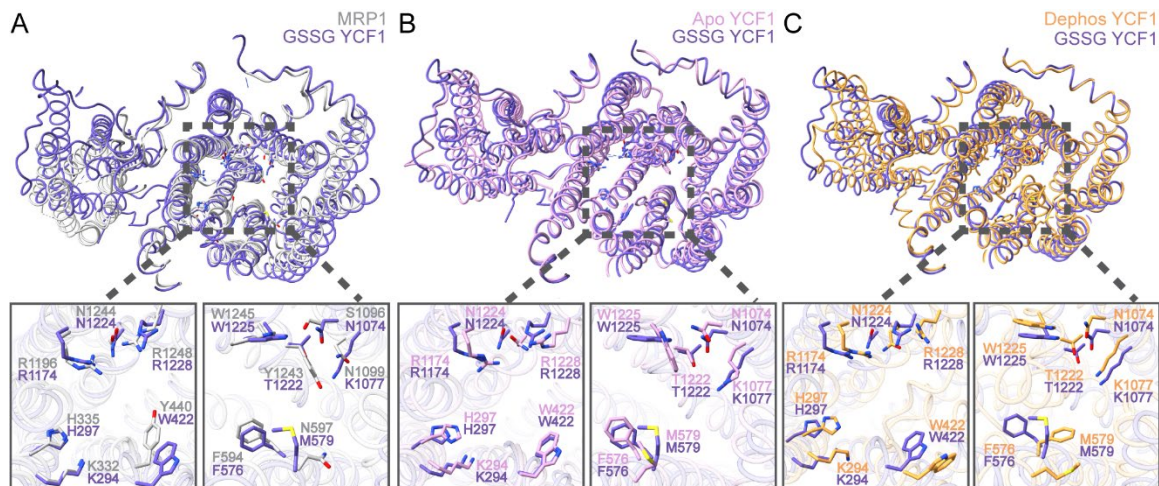 A
MRP1
GSSG YCF1
B
Apo YCF1
GSSG YCF1
C
Dephos YCF1
GSSG YCF1
N1244
N1224
R1196
R1174
R1248
R1228
H335
H297
Y440
W422
K332
K294
W1245
W1225
S1096
N1074
Y1243
T1222
N1099
K1077
N597
M579
F594
F576
N1224
N1224
R1174
R1174
R1228
R1228
H297
H297
W422
W422
K294
K294
W1225
W1225
N1074
N1074
T1222
T1222
K1077
K1077
M579
M579
F576
F576
N1224
N1224
R1174
R1174
R1228
R1228
H297
H297
W422
W422
K294
K294
W1225
W1225
N1074
N1074
T1222
T1222
K1077
K1077
F576
F576
M579
M579